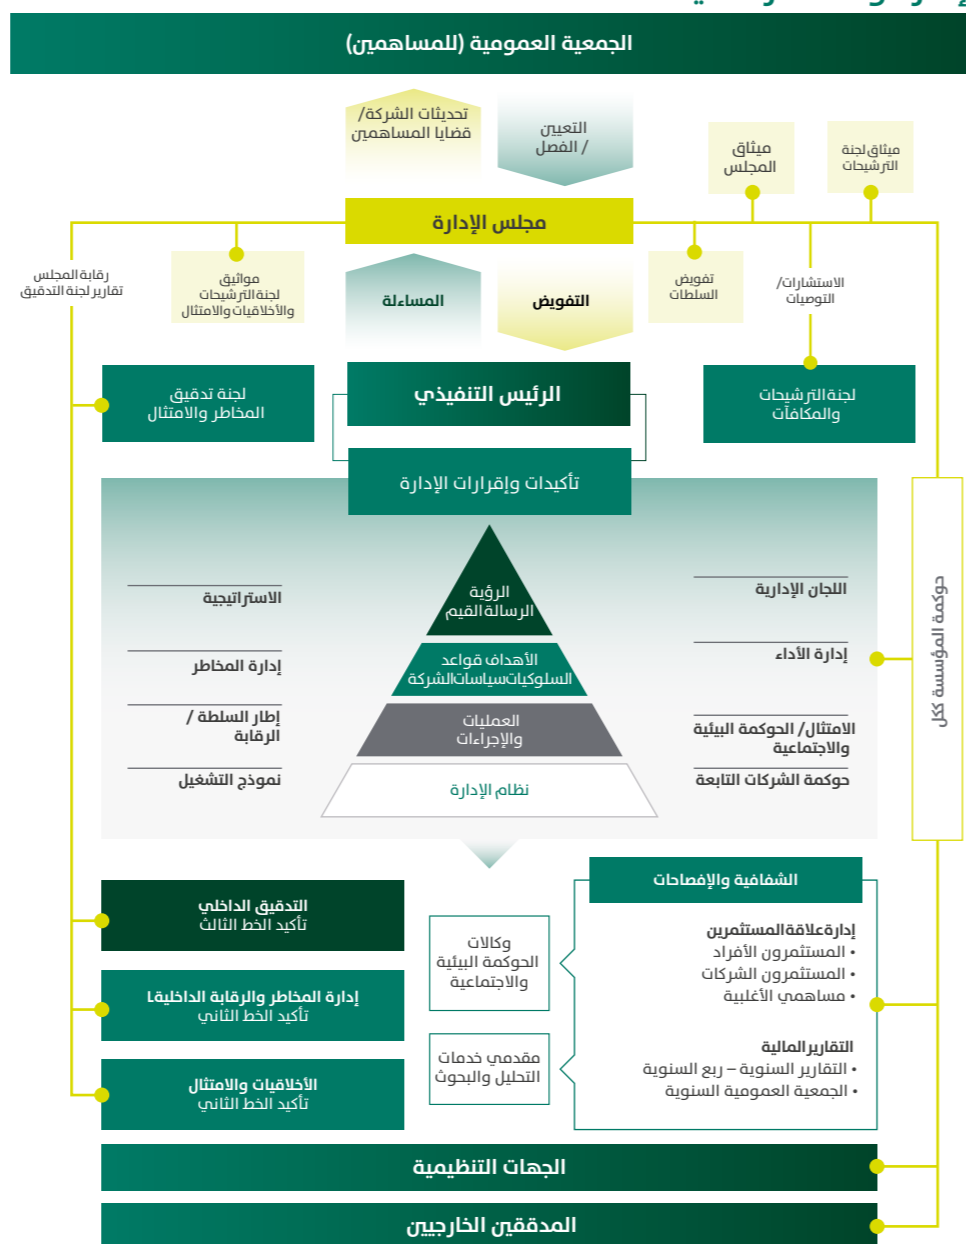 الجمعية العمومية (للمساهمين)
التعيين
/ الفصل
تحديثات الشركة/
قضايا المساهمين
ميثاق لجنة
الترشيحات
ميثاق
المجلس
مجلس الإدارة
رقابة المجلس
تقارير لجنة التدقيق
مواثيق
لجنة الترشيحات
والأخلاقيات والامتثال
المساءلة
التفويض
تفويض
السلطات
الاستشارات/
التوصيات
لجنة الترشيحات
والمكافآت
الرئيس التنفيذي
لجنة تدقيق
المخاطر والامتثال
تأكيدات وإقرارات الإدارة
الرؤية
الرسالة القيم
الأهداف قواعد
السلوكيات سياسات الشركة
العمليات
والإجراءات
نظام الإدارة
اللجان الإدارية
إدارة الأداء
الامتثال/ الحوكمة البيئية
والاجتماعية
حوكمة الشركات التابعة
الاستراتيجية
إدارة المخاطر
إطار السلطة /
الرقابة
نموذج التشغيل
حوكمة المؤسسة ككل
الشفافية والإفصاحات
إدارة علاقة المستثمرين
• المستثمرون الأفراد
• المستثمرون الشركات
• مساهمي الأغلبية
التقارير المالية
• التقارير السنوية – ربع السنوية
• الجمعية العمومية السنوية
وكالات
الحوكمة البيئية
والاجتماعية
مقدمي خدمات
التحليل والبحوث
التدقيق الداخلي
تأكيد الخط الثالث
إدارة المخاطر والرقابة الداخليةL
تأكيد الخط الثاني
الأخلاقيات والامتثال
تأكيد الخط الثاني
الجهات التنظيمية
المدققين الخارجيين